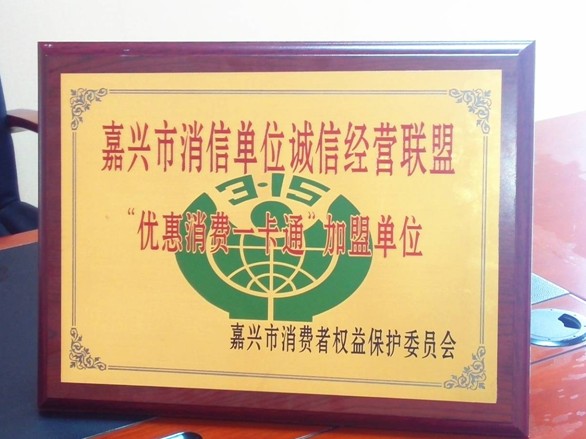 嘉兴市消信单位诚信经营联盟
3·15
“优惠消费一卡通”加盟单位
嘉兴市消费者权益保护委员会